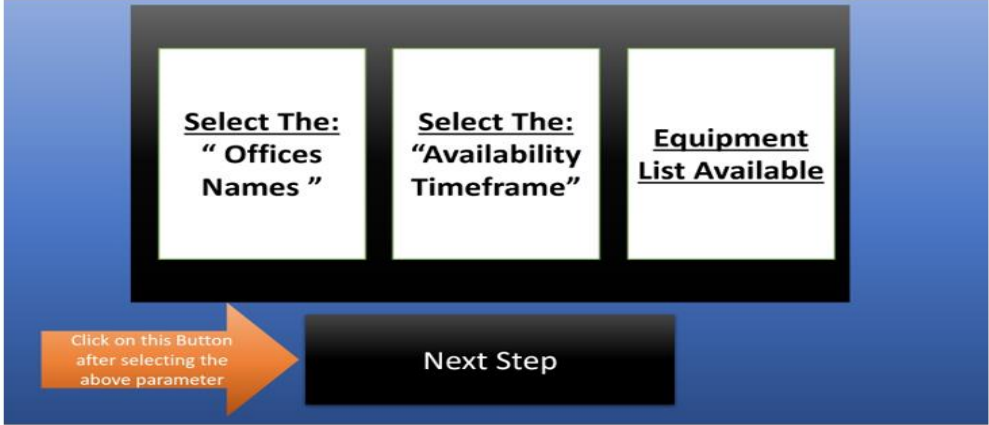 Select The:
“ Offices
Names ”
Select The:
“Availability
Timeframe”
Equipment
List Available
Click on this Button
after selecting the
above parameter
Next Step